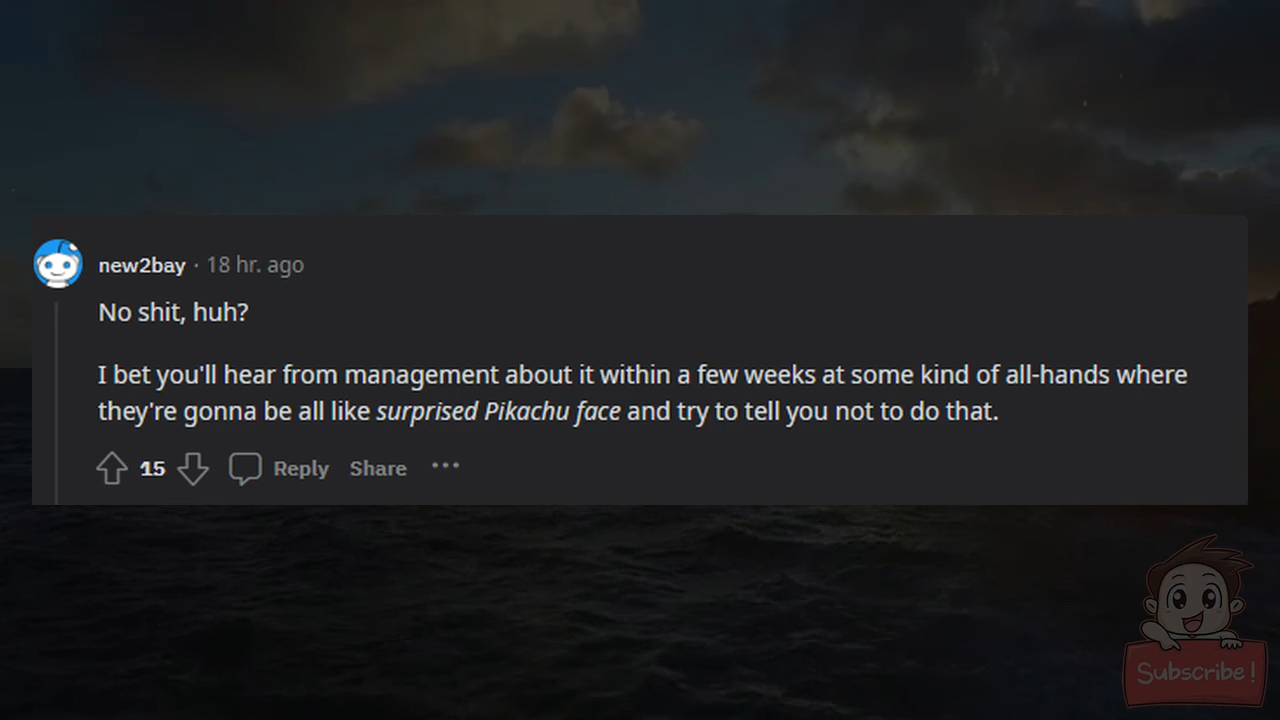 new2bay · 18 hr. ago
No shit, huh?
I bet you'll hear from management about it within a few weeks at some kind of all-hands where
they're gonna be all like surprised Pikachu face and try to tell you not to do that.
15 Reply Share ···
Subscribe!